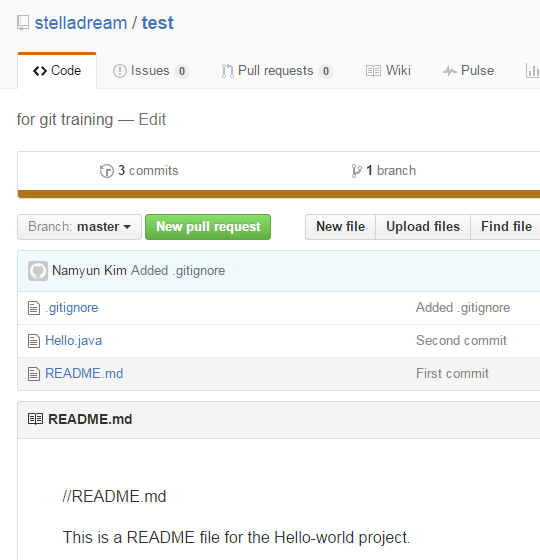 stelladream / test
Code Issues 0 Pull requests 0 Wiki Pulse
for git training — Edit
3 commits 1 branch
Branch: master New pull request New file Upload files Find file
Namyun Kim Added .gitignore
.gitignore Added .gitignore
Hello.java Second commit
README.md First commit
README.md
//README.md
This is a README file for the Hello-world project.